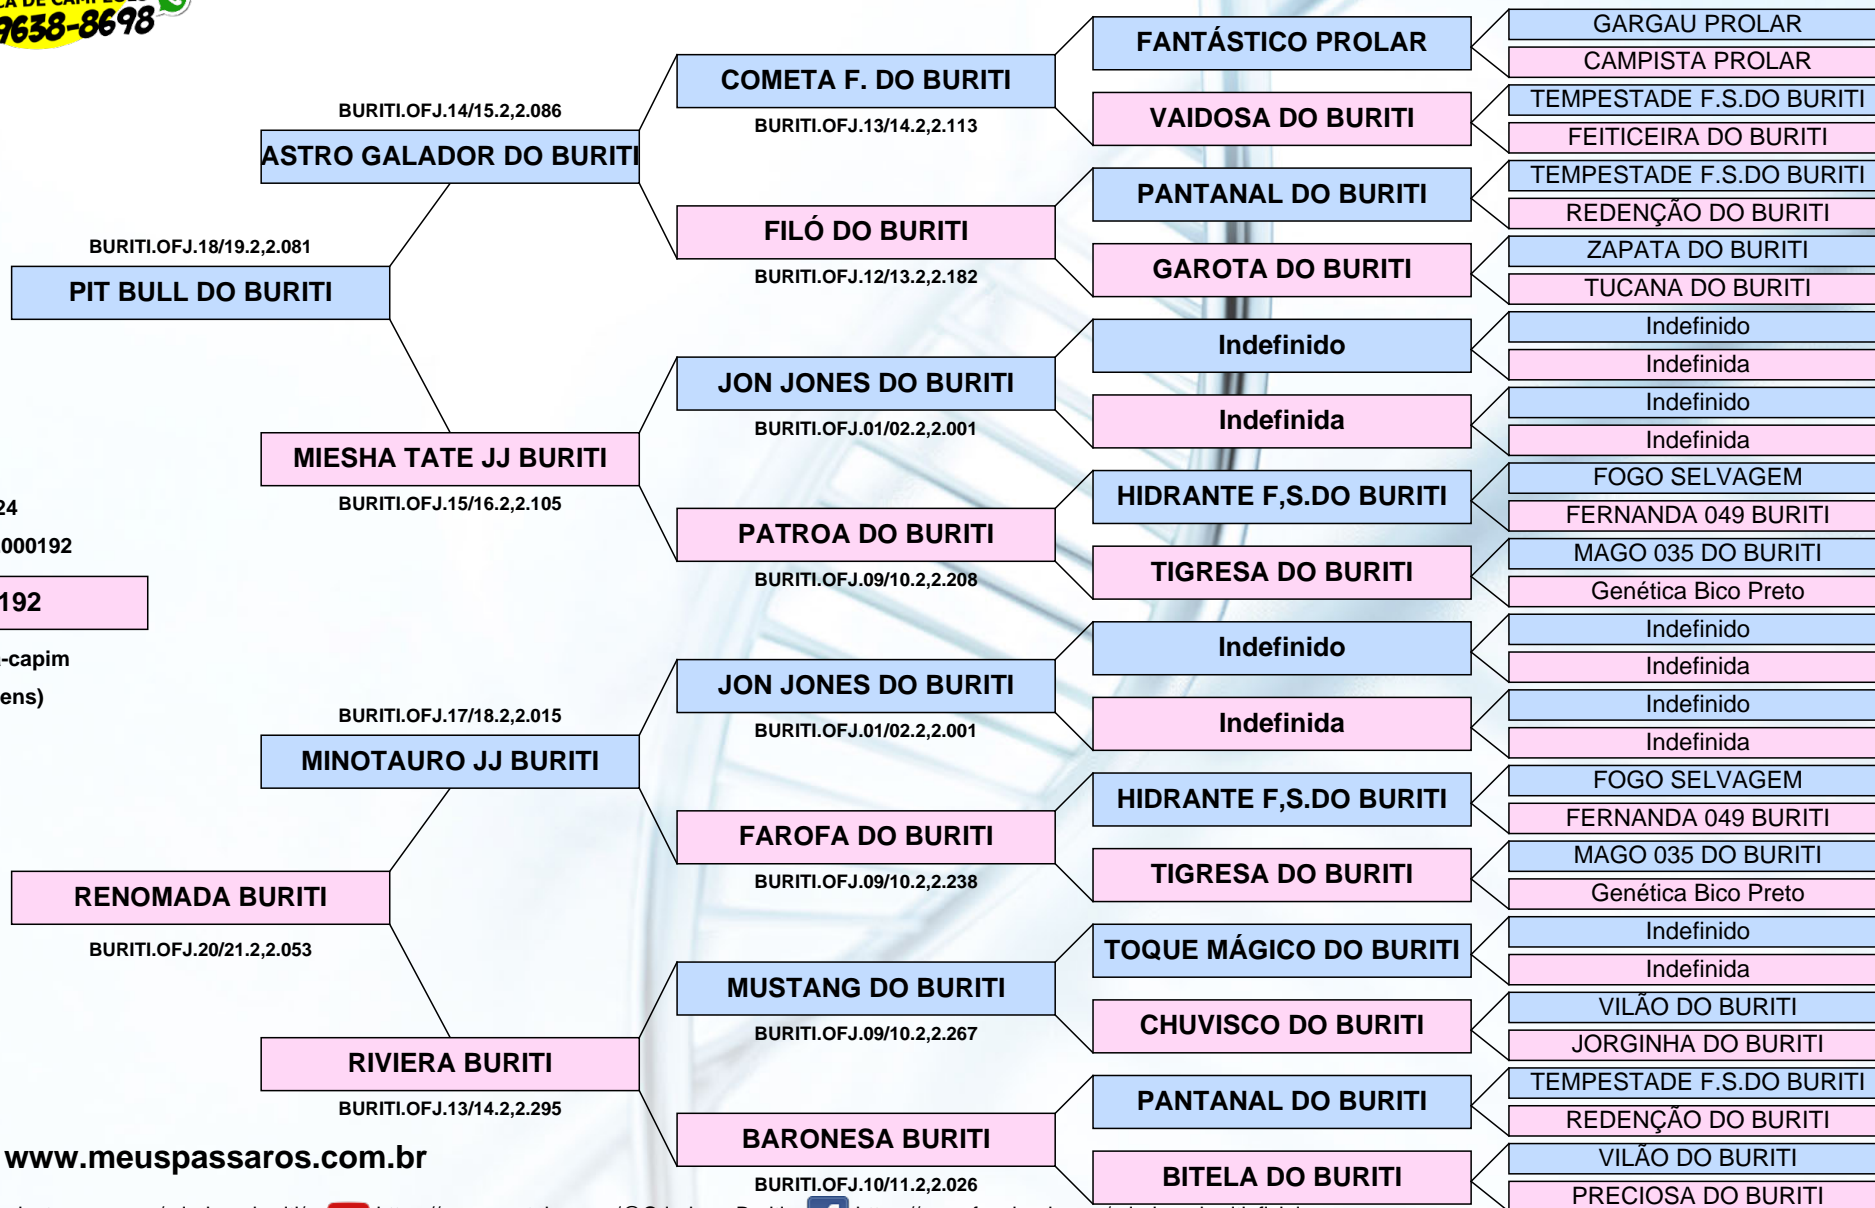 9638-8698
BURITI.OFJ.18/19.2,2.081
PIT BULL DO BURITI
24
000192
192
-capim
ens)
RENOMADA BURITI
BURITI.OFJ.20/21.2,2.053
BURITI.OFJ.14/15.2,2.086
ASTRO GALADOR DO BURITI
MIESHA TATE JJ BURITI
BURITI.OFJ.15/16.2,2.105
BURITI.OFJ.17/18.2,2.015
MINOTAURO JJ BURITI
RIVIERA BURITI
BURITI.OFJ.13/14.2,2.295
COMETA F. DO BURITI
BURITI.OFJ.13/14.2,2.113
FILÓ DO BURITI
BURITI.OFJ.12/13.2,2.182
JON JONES DO BURITI
BURITI.OFJ.01/02.2,2.001
PATROA DO BURITI
BURITI.OFJ.09/10.2,2.208
JON JONES DO BURITI
BURITI.OFJ.01/02.2,2.001
FAROFA DO BURITI
BURITI.OFJ.09/10.2,2.238
MUSTANG DO BURITI
BURITI.OFJ.09/10.2,2.267
BARONESA BURITI
BURITI.OFJ.10/11.2,2.026
FANTÁSTICO PROLAR
VAIDOSA DO BURITI
PANTANAL DO BURITI
GAROTA DO BURITI
Indefinido
Indefinida
HIDRANTE F,S.DO BURITI
TIGRESA DO BURITI
Indefinido
Indefinida
HIDRANTE F,S.DO BURITI
TIGRESA DO BURITI
TOQUE MÁGICO DO BURITI
CHUVISCO DO BURITI
PANTANAL DO BURITI
BITELA DO BURITI
GARGAU PROLAR
CAMPISTA PROLAR
TEMPESTADE F.S.DO BURITI
FEITICEIRA DO BURITI
TEMPESTADE F.S.DO BURITI
REDENÇÃO DO BURITI
ZAPATA DO BURITI
TUCANA DO BURITI
Indefinido
Indefinida
Indefinido
Indefinida
FOGO SELVAGEM
FERNANDA 049 BURITI
MAGO 035 DO BURITI
Genética Bico Preto
Indefinido
Indefinida
Indefinido
Indefinida
FOGO SELVAGEM
FERNANDA 049 BURITI
MAGO 035 DO BURITI
Genética Bico Preto
Indefinido
Indefinida
VILÃO DO BURITI
JORGINHA DO BURITI
TEMPESTADE F.S.DO BURITI
REDENÇÃO DO BURITI
VILÃO DO BURITI
PRECIOSA DO BURITI
www.meuspassaros.com.br